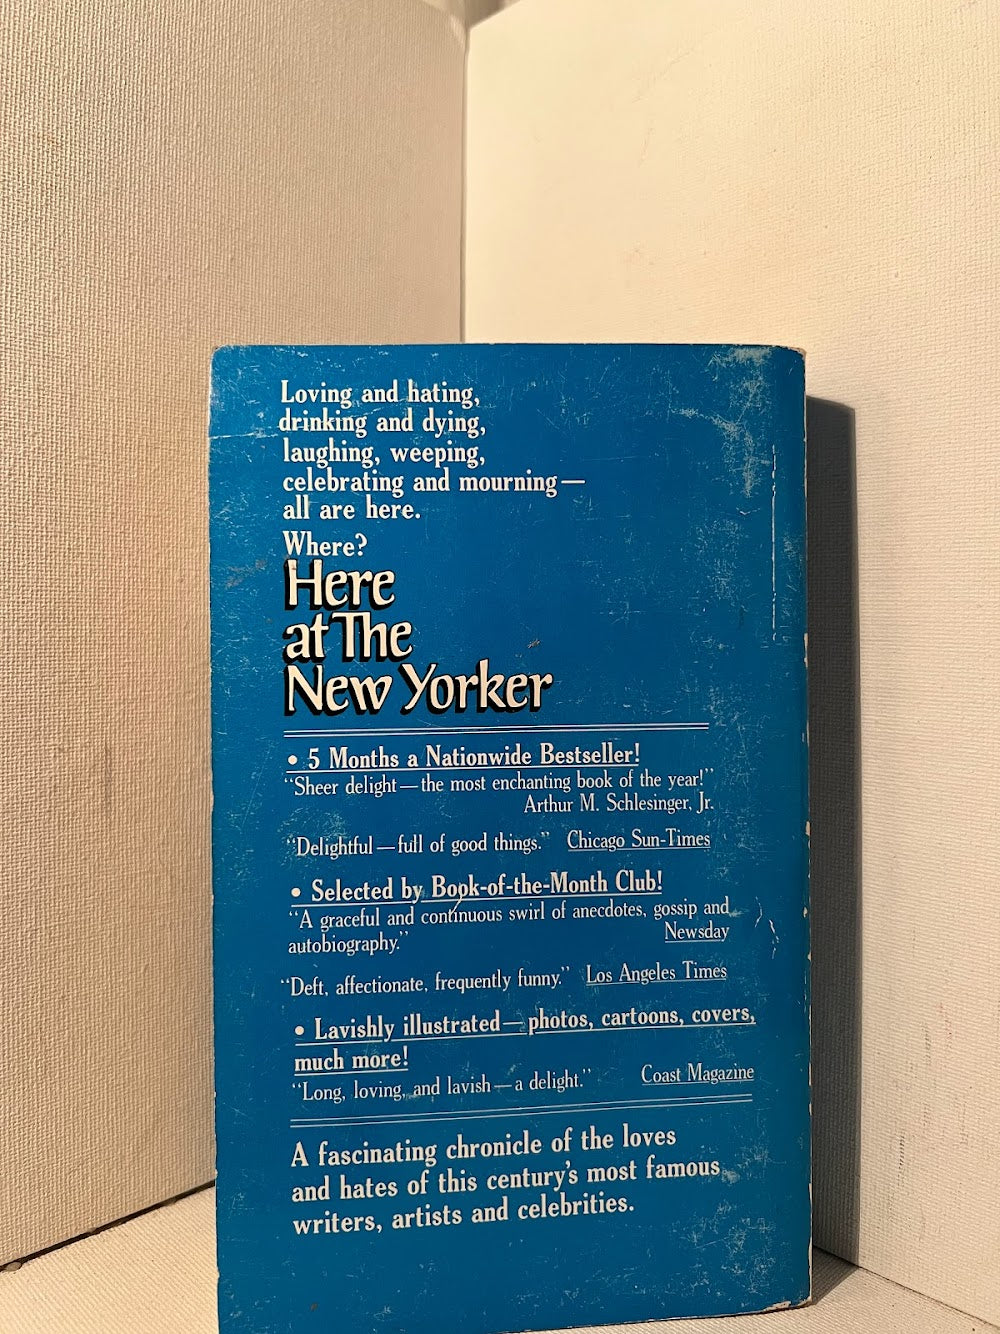 Loving and hating,
drinking and dying,
laughing, weeping,
celebrating and mourning—
all are here.
Where?
Here
at The
New Yorker
• 5 Months a Nationwide Bestseller!
“Sheer delight—the most enchanting book of the year!”
Arthur M. Schlesinger, Jr.
“Delightful—full of good things.” Chicago Sun-Times
• Selected by Book-of-the-Month Club!
“A graceful and continuous swirl of anecdotes, gossip and
autobiography.” Newsday
“Deft, affectionate, frequently funny.” Los Angeles Times
• Lavishly illustrated—photos, cartoons, covers,
much more!
“Long, loving, and lavish—a delight.” Coast Magazine
A fascinating chronicle of the loves
and hates of this century’s most famous
writers, artists and celebrities.